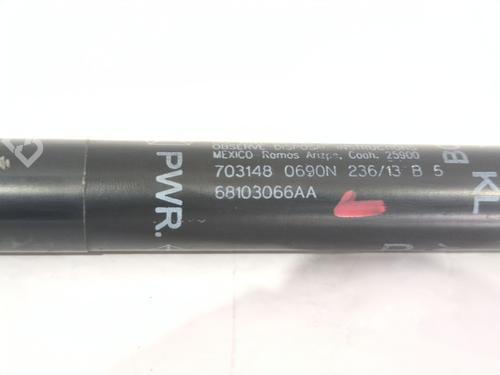 OBSERVE DISPOSAL INSTRUCTIONS
MEXICO Ramos Arizpe, Coah. 25900
703148 0690N 236/13 B 5
68103066AA
PWR.
KL